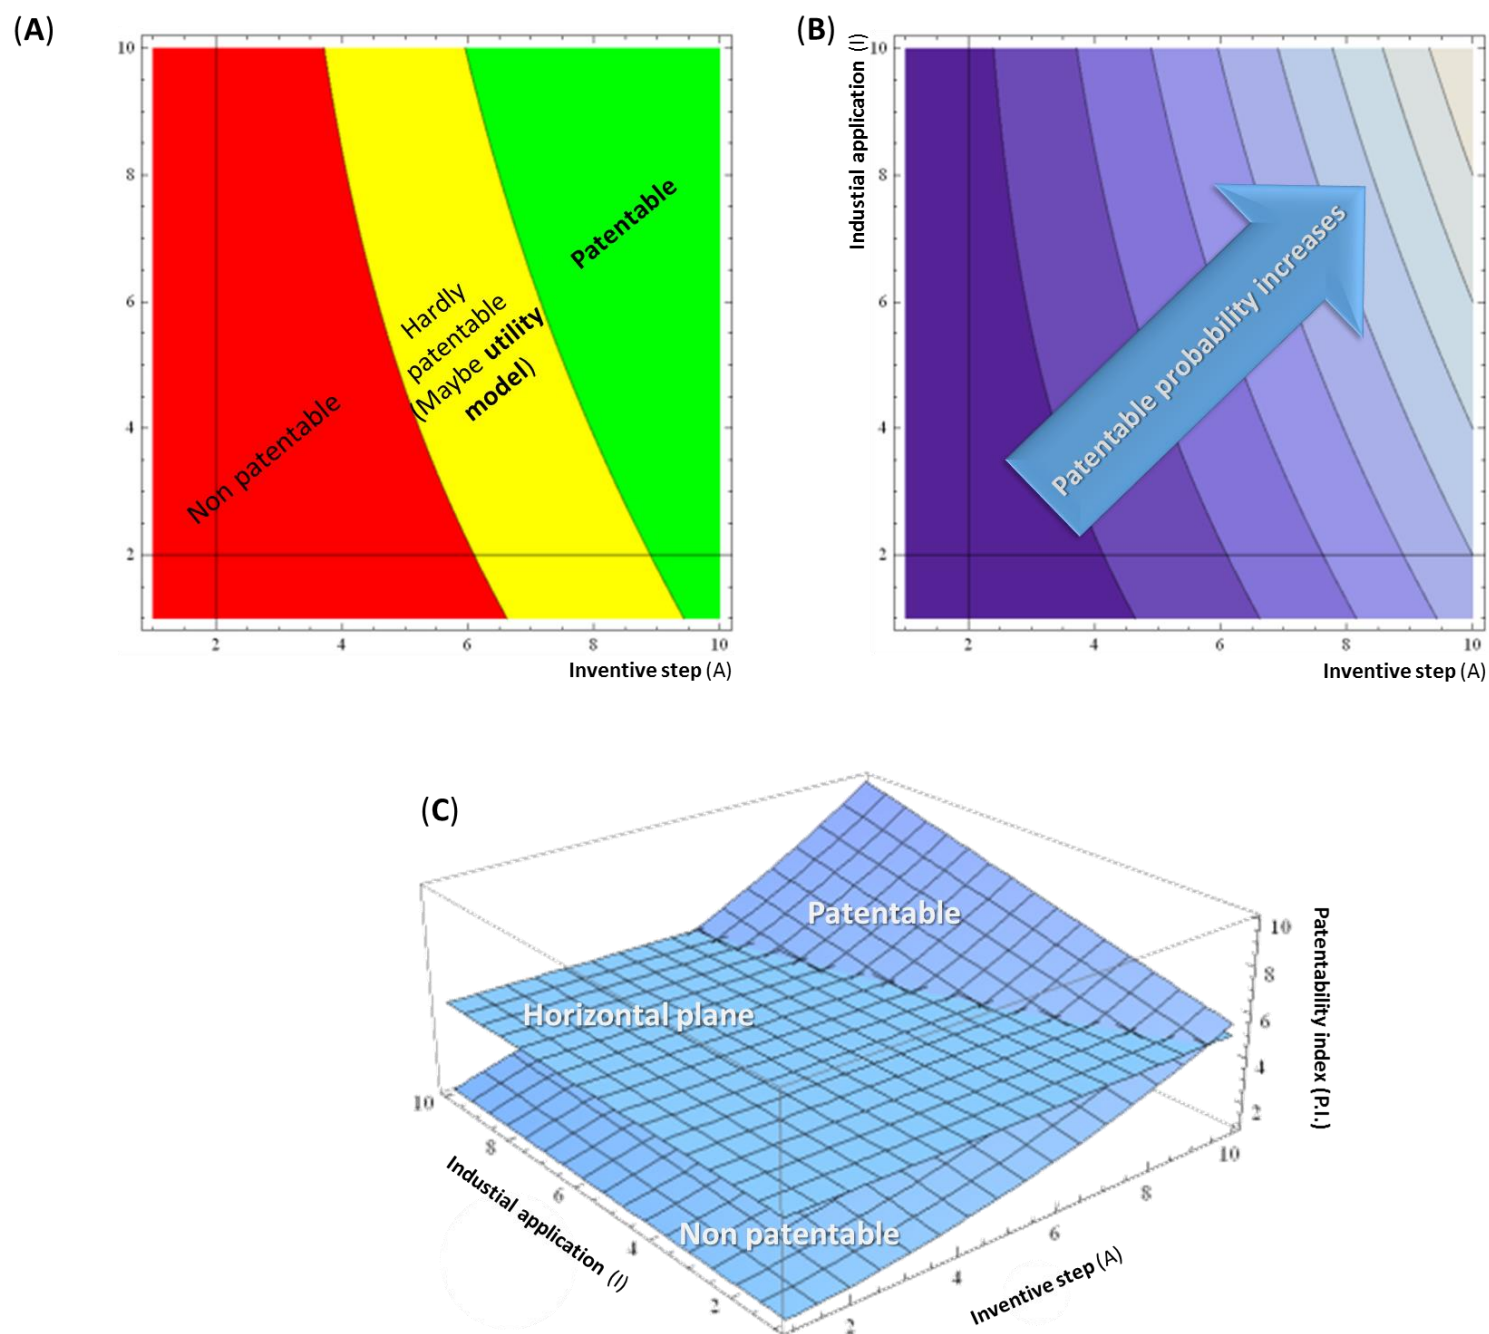 (A)
10
8
6
4
2
2
4
6
8
10
Non patentable
Hardly
patentable
(Maybe utility
model)
Patentable
Inventive step (A)
(B)
Industial application (I)
10
8
6
4
2
2
4
6
8
10
Patentable probability increases
Inventive step (A)
(C)
Patentable
Horizontal plane
Non patentable
10
8
6
4
2
Industial application (I)
2
4
6
8
10
Inventive step (A)
10
8
6
4
2
Patentability index (P.I.)